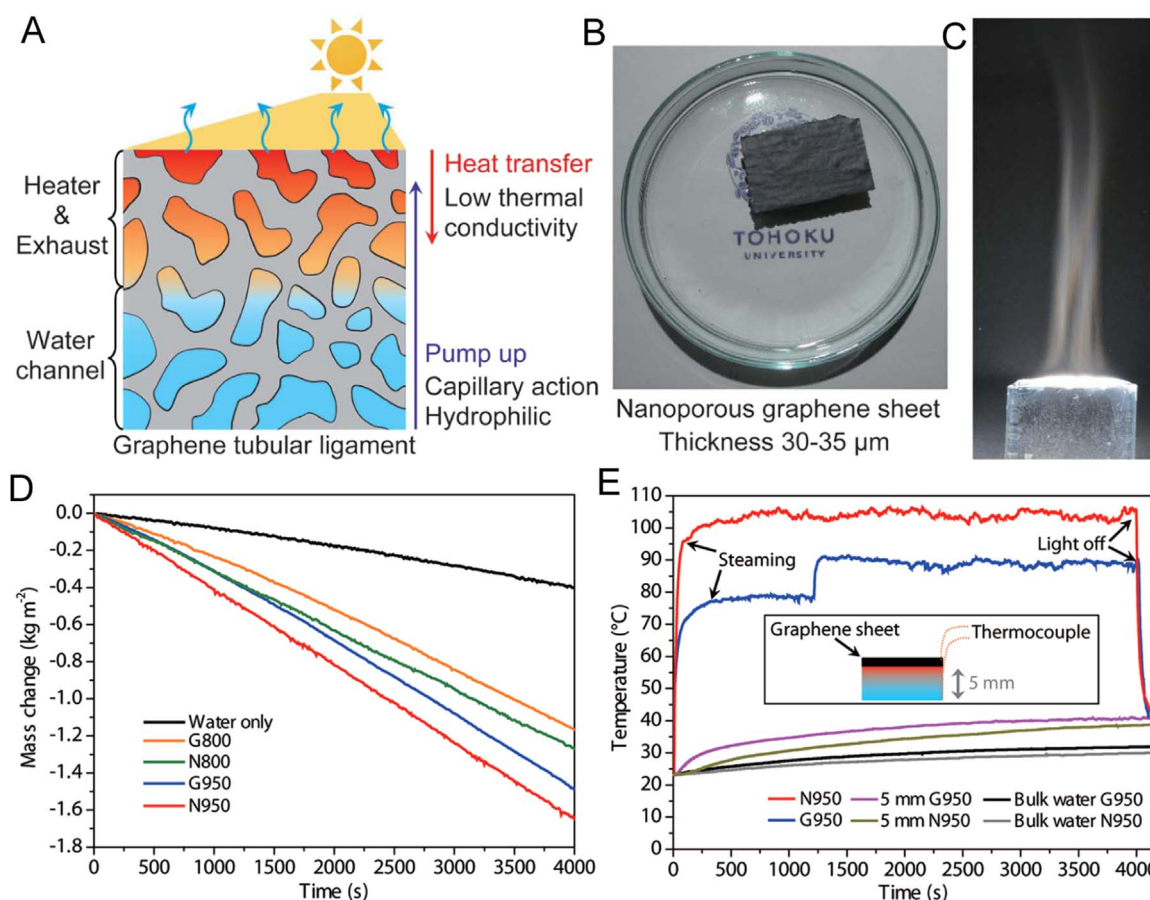 A
Heater
&
Exhaust
Water
channel
Heat transfer
Low thermal
conductivity
Pump up
Capillary action
Hydrophilic
Graphene tubular ligament
B
TOHOKU
UNIVERSITY
Nanoporous graphene sheet
Thickness 30-35 μm
C
D
0.0
-0.2
-0.4
-0.6
-0.8
-1.0
-1.2
-1.4
-1.6
-1.8
Mass change (kg m⁻²)
Water only
G800
N800
G950
N950
0 500 1000 1500 2000 2500 3000 3500 4000
Time (s)
E
110
100
90
80
70
60
50
40
30
20
10
0
Temperature (°C)
Steaming
Light off
Graphene sheet
Thermocouple
5 mm
N950 5 mm G950 Bulk water G950
G950 5 mm N950 Bulk water N950
0 500 1000 1500 2000 2500 3000 3500 4000
Time (s)